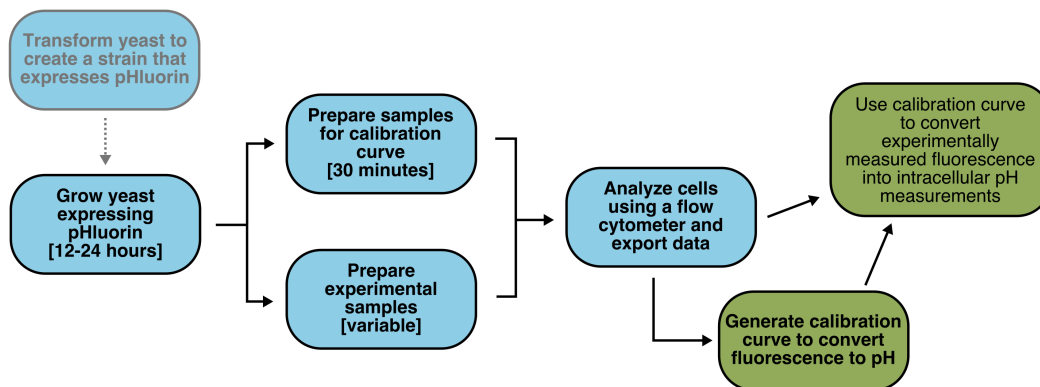 Transform yeast to
create a strain that
expresses pHluorin
Grow yeast
expressing
pHluorin
[12-24 hours]
Prepare samples
for calibration
curve
[30 minutes]
Prepare
experimental
samples
[variable]
Analyze cells
using a flow
cytometer and
export data
Generate calibration
curve to convert
fluorescence to pH
Use calibration curve
to convert
experimentally
measured fluorescence
into intracellular pH
measurements